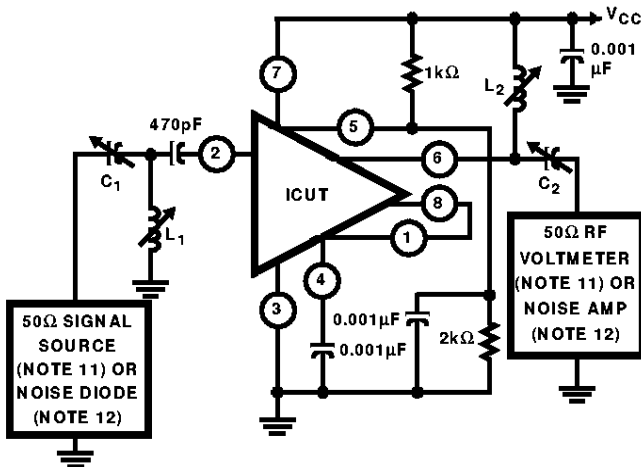 VCC
7
1kΩ
0.001
μF
L2
470pF
5
2
6
C1
C2
ICUT
8
L1
1
4
3
50Ω SIGNAL
SOURCE
(NOTE 11) OR
NOISE DIODE
(NOTE 12)
0.001μF
0.001μF
2kΩ
50Ω RF
VOLTMETER
(NOTE 11) OR
NOISE AMP
(NOTE 12)